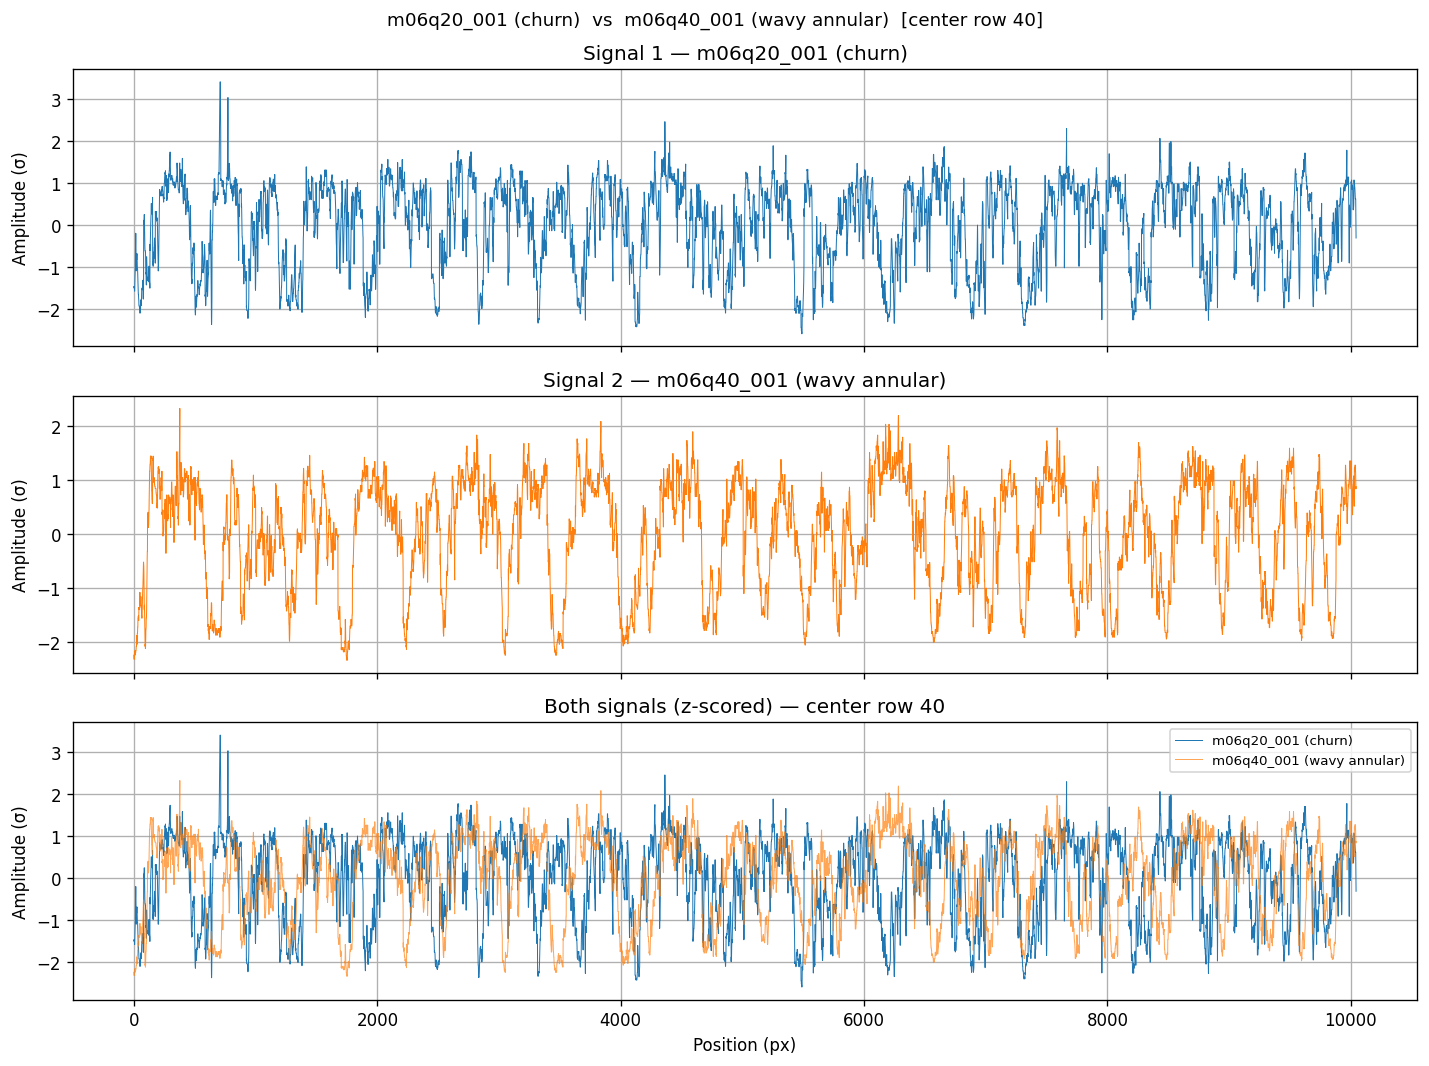 m06q20_001 (churn)  vs  m06q40_001 (wavy annular)  [center row 40]
Signal 1 — m06q20_001 (churn)
Amplitude (σ)
3
2
1
0
−1
−2
Signal 2 — m06q40_001 (wavy annular)
Amplitude (σ)
2
1
0
−1
−2
Both signals (z-scored) — center row 40
m06q20_001 (churn)
m06q40_001 (wavy annular)
Amplitude (σ)
3
2
1
0
−1
−2
0 2000 4000 6000 8000 10000
Position (px)